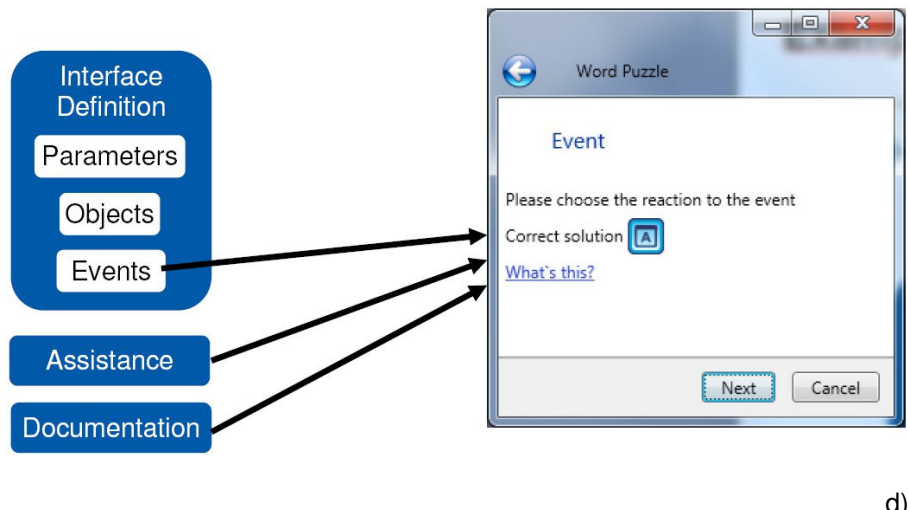 Interface
Definition
Parameters
Objects
Events
Assistance
Documentation
Word Puzzle
Event
Please choose the reaction to the event
Correct solution A
What`s this?
Next Cancel
d)